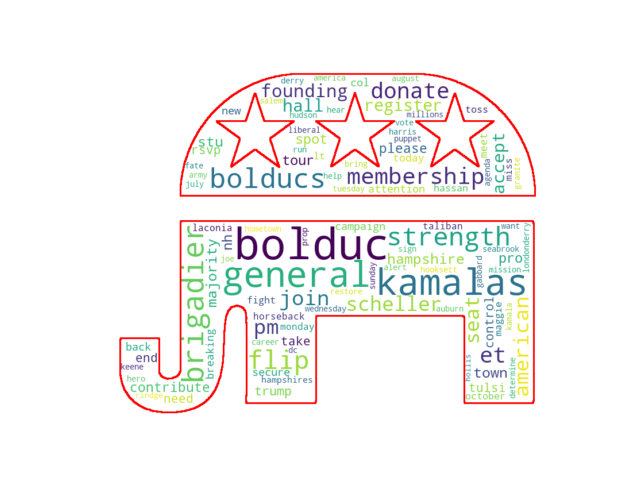 derry america august
founding col donate
salem hall register
new hudson hear millions toss
vote
liberal harris
stu spot puppet meet accept
rsvp run please
tour lt today miss
fate bring agenda granite
army bolducs help membership
july tuesday attention hassan
laconia hometown prop campaign taliban want
bolduc strength
nh sign seabrook londonderry
brigadier majority joe general sunday hampshire gabbard pro
alert hooksett mission
kamalas
restore
fight join scheller seat control american
wednesday auburn maggie kamala
horseback
pm monday
breaking career take
back dc et
end flip
keene secure hollis town determine
hero hampshires
contribute trump tulsi
rindge need october